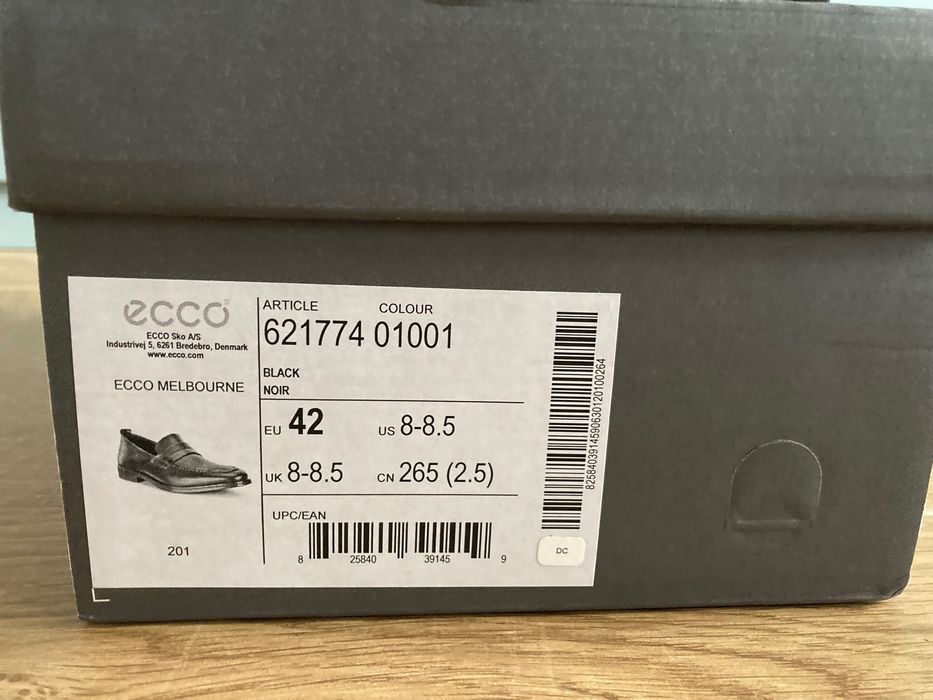 ecco®
ECCO Sko A/S
Industrivej 5, 6261 Bredebro, Denmark
www.ecco.com
ECCO MELBOURNE
201
ARTICLE COLOUR
621774 01001
BLACK
NOIR
EU 42 US 8-8.5
UK 8-8.5 CN 265 (2.5)
UPC/EAN
8 25840 39145 9
8258403914590630120100264
DC